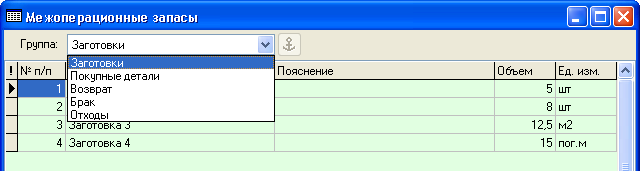 Межоперационные запасы
Группа: Заготовки
! № п/п Пояснение Объем Ед. изм.
Заготовки
Покупные детали
Возврат
Брак
Отходы
1 5 шт
2 8 шт
3 Заготовка 3 12,5 м2
4 Заготовка 4 15 пог.м